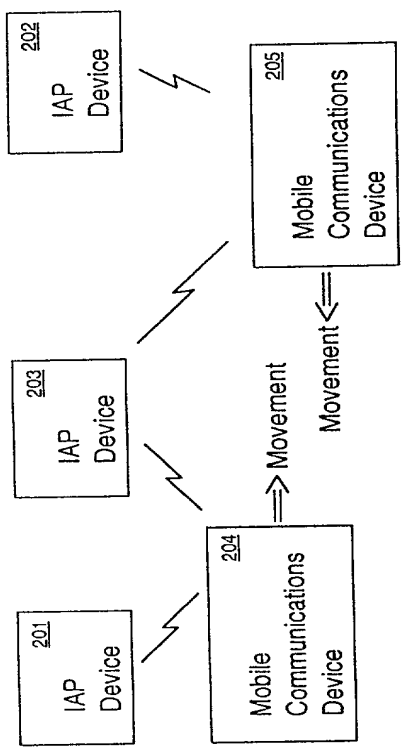 201
IAP
Device
203
IAP
Device
202
IAP
Device
204
Mobile
Communications
Device
Movement
Movement
205
Mobile
Communications
Device